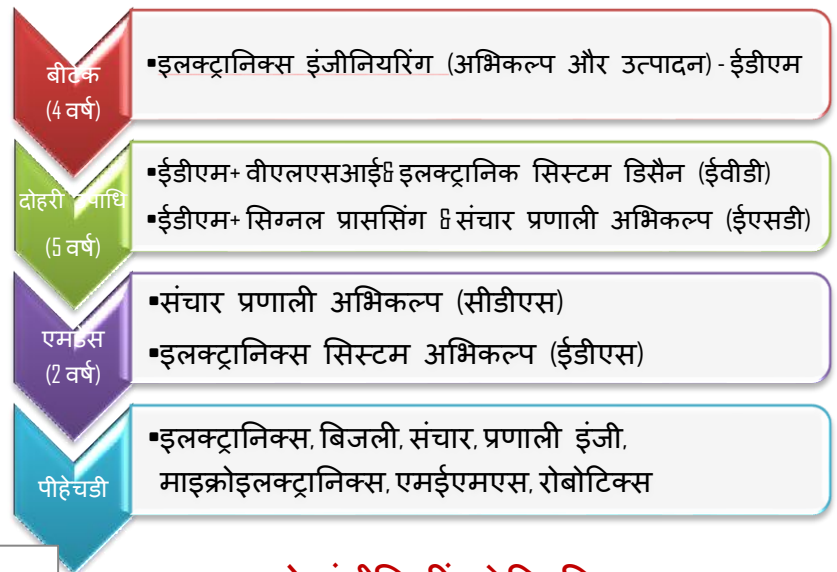 बीटेक
(4 वर्ष)
▪इलक्ट्रानिक्स इंजीनियरिंग (अभिकल्प और उत्पादन) - ईडीएम
दोहरी उपाधि
(5 वर्ष)
▪ईडीएम+ वीएलएसआई& इलक्ट्रानिक सिस्टम डिसैन (ईवीडी)
▪ईडीएम+ सिग्नल प्राससिंग & संचार प्रणाली अभिकल्प (ईएसडी)
एमडेस
(2 वर्ष)
▪संचार प्रणाली अभिकल्प (सीडीएस)
▪इलक्ट्रानिक्स सिस्टम अभिकल्प (ईडीएस)
पीहेचडी
▪इलक्ट्रानिक्स, बिजली, संचार, प्रणाली इंजी,
माइक्रोइलक्ट्रानिक्स, एमईएमएस, रोबोटिक्स